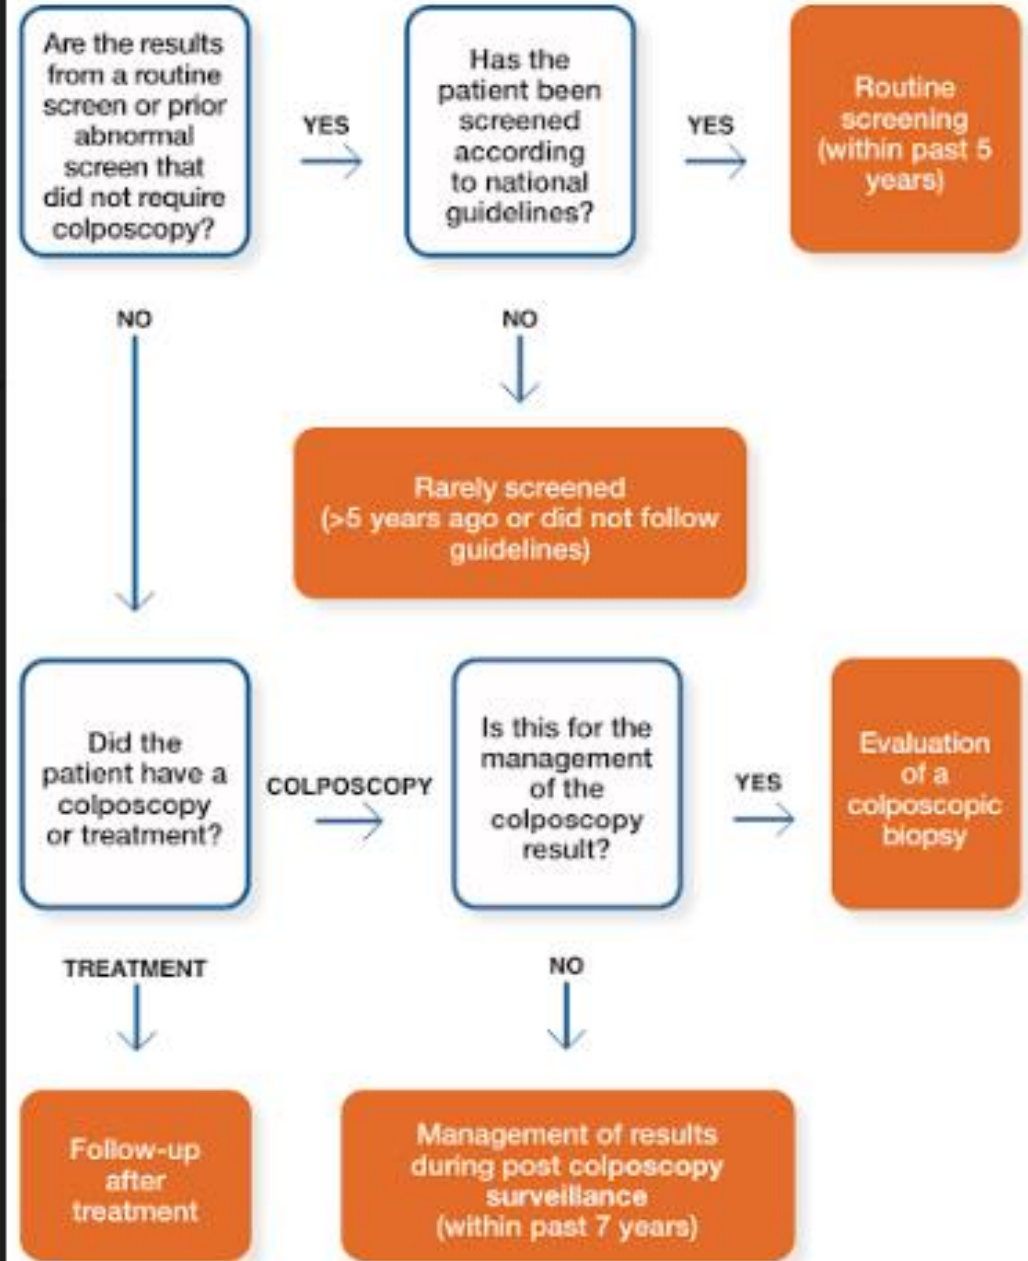 Are the results
from a routine
screen or prior
abnormal
screen that
did not require
colposcopy?
YES
Has the
patient been
screened
according
to national
guidelines?
YES
Routine
screening
(within past 5
years)
NO
NO
Rarely screened
(>5 years ago or did not follow
guidelines)
Did the
patient have a
colposcopy
or treatment?
COLPOSCOPY
Is this for the
management
of the
colposcopy
result?
YES
Evaluation
of a
colposcopic
biopsy
TREATMENT
NO
Follow-up
after
treatment
Management of results
during post colposcopy
surveillance
(within past 7 years)